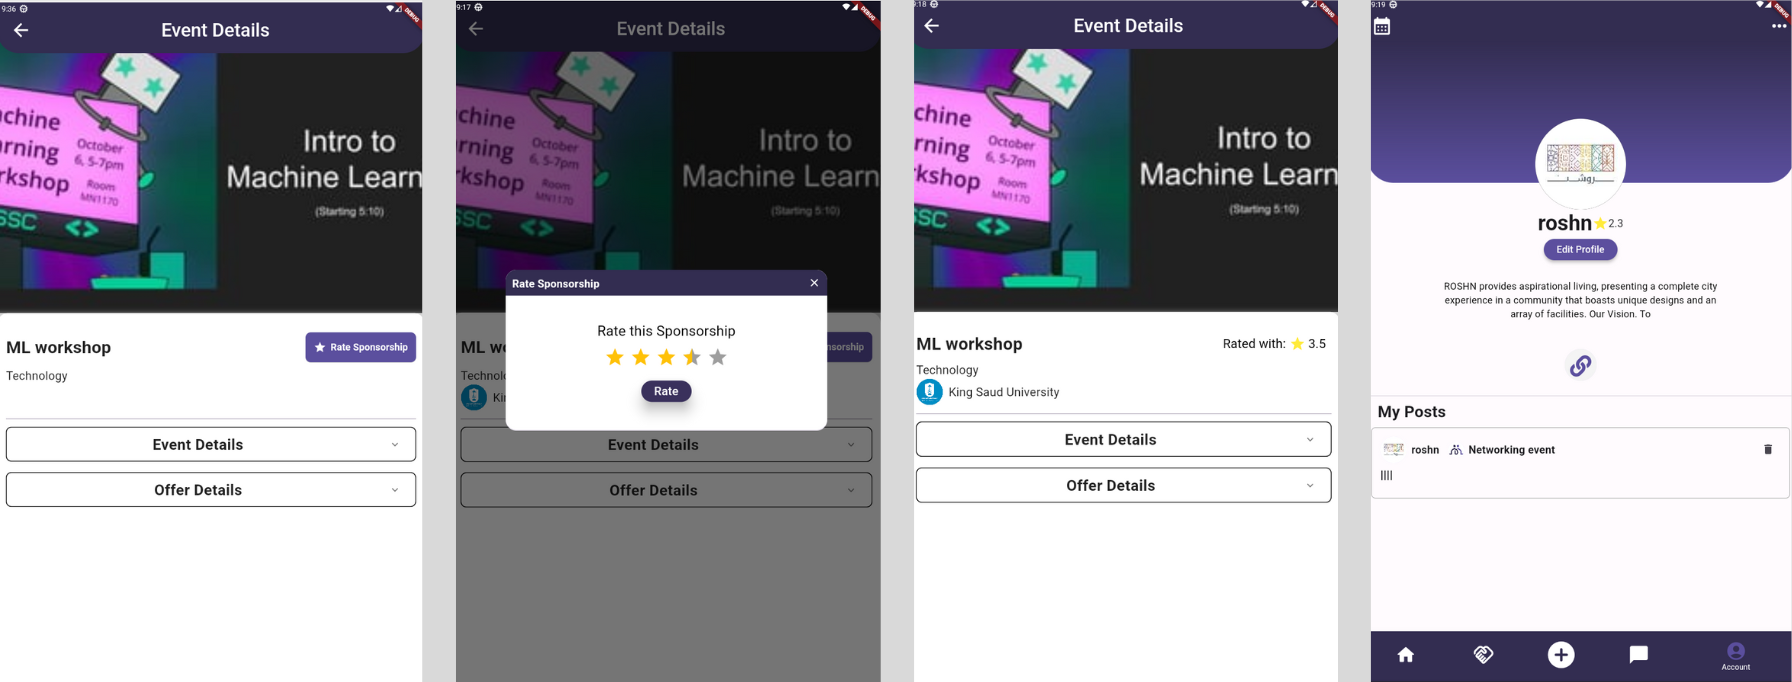 9:36
DEBUG
Event Details
achine
arning
rkshop
October
6, 5-7pm
Room
MN1170
SSC
<>
Intro to
Machine Learn
(Starting 5:10)
ML workshop
Rate Sponsorship
Technology
Event Details
Offer Details
9:17
DEBUG
Event Details
chine
rning
kshop
October
6, 5-7pm
Room
MN1170
SSC
<>
Intro to
Machine Learn
(Starting 5:10)
Rate Sponsorship
Rate this Sponsorship
Rate
ML w
nsorship
Technolo
Ki
Event Details
Offer Details
9:18
DEBUG
Event Details
chine
rning
kshop
October
6, 5-7pm
Room
MN1170
SSC
<>
Intro to
Machine Learn
(Starting 5:10)
ML workshop
Rated with: 3.5
Technology
King Saud University
Event Details
Offer Details
9:19
DEBUG
روشن
roshn 2.3
Edit Profile
ROSHN provides aspirational living, presenting a complete city
experience in a community that boasts unique designs and an
array of facilities. Our Vision. To
My Posts
roshn Networking event
llll
Account